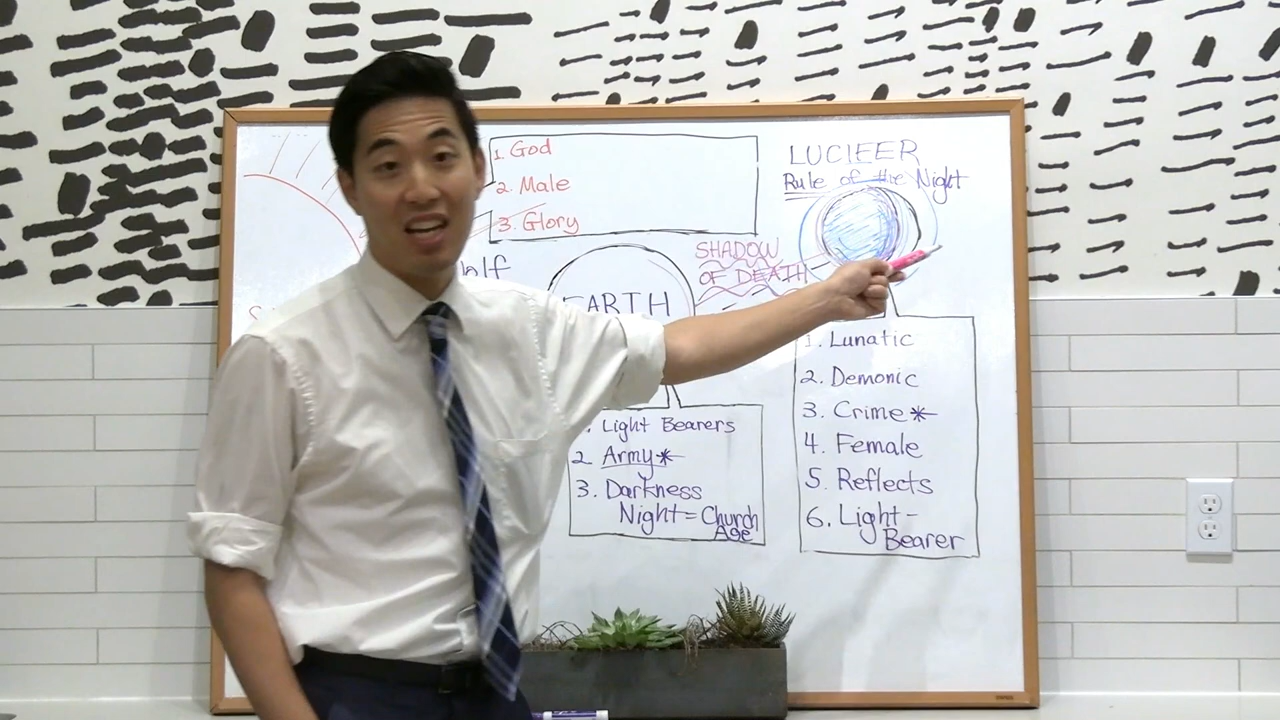 1. God
2. Male
3. Glory
LUCIFER
Rule of the Night
SHADOW
OF DEATH
EARTH
Light Bearers
2 Army*
3. Darkness
Night = Church
Age
1. Lunatic
2. Demonic
3. Crime*
4. Female
5. Reflects
6. Light-
Bearer